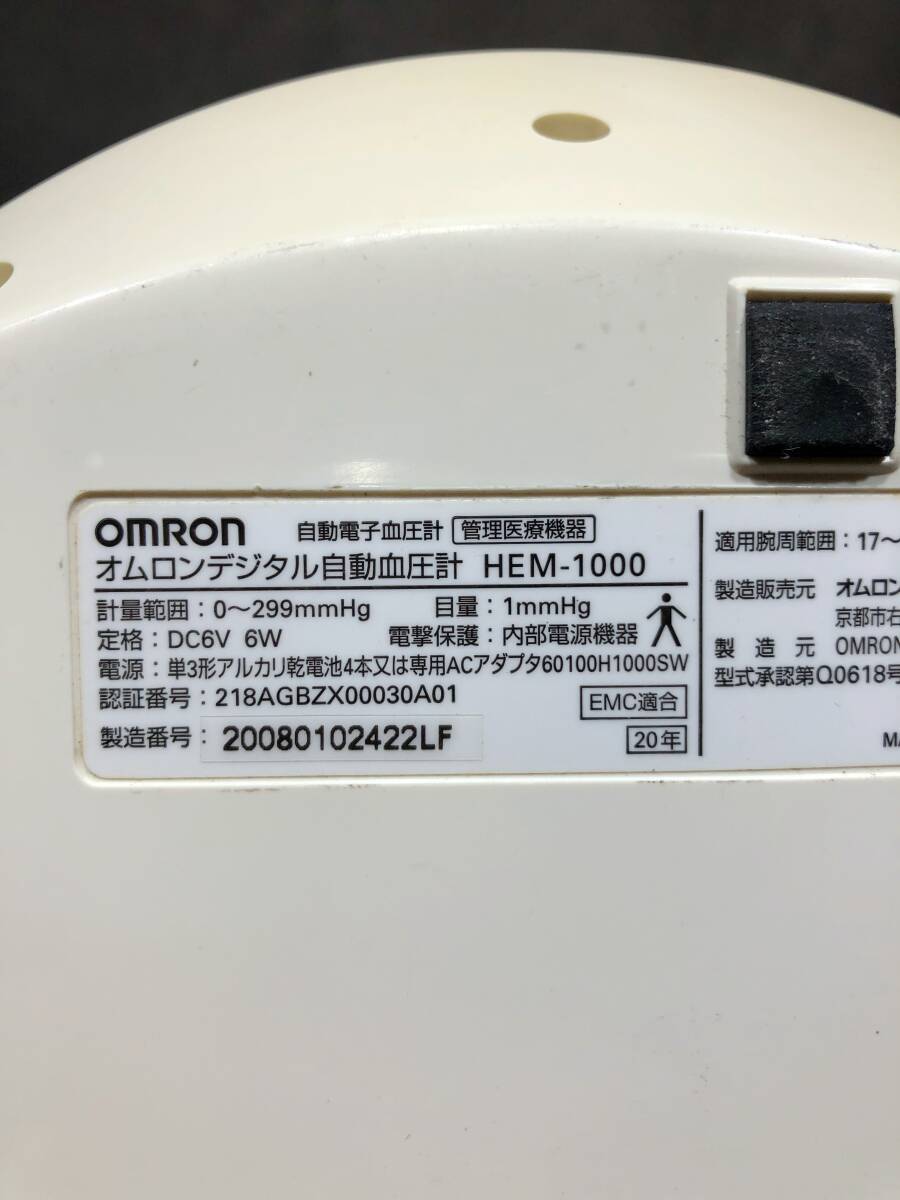 OMRON 自動電子血圧計 管理医療機器
オムロンデジタル自動血圧計 HEM-1000
計量範囲：0～299mmHg 目量：1mmHg
定格：DC6V 6W 電撃保護：内部電源機器
電源：単3形アルカリ乾電池4本又は専用ACアダプタ60100H1000SW
認証番号：218AGBZX00030A01 EMC適合
製造番号：20080102422LF 20年
適用腕周範囲：17～
製造販売元 オムロン
京都市右
製造元 OMRON
型式承認第Q0618号
MA